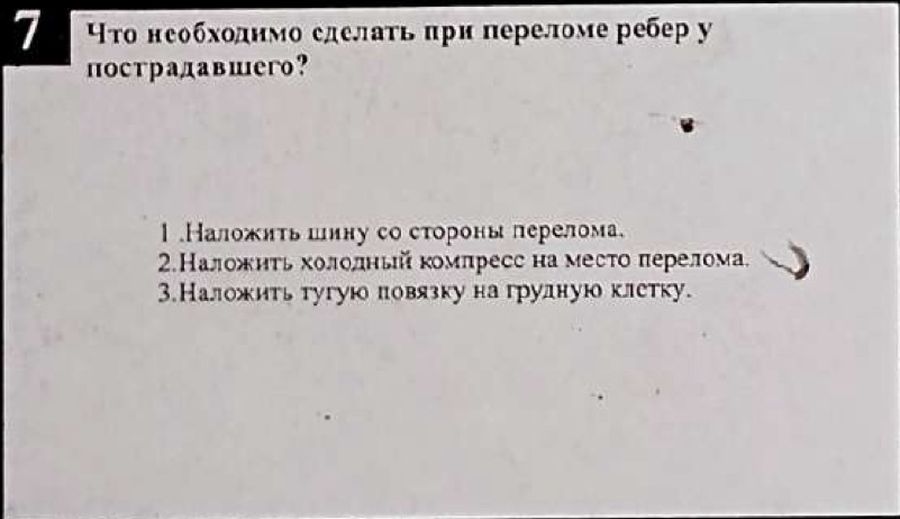 7
Что необходимо сделать при переломе ребер у
пострадавшего?
1 .Наложить шину со стороны перелома.
2.Наложить холодный компресс на место перелома.
3.Наложить тугую повязку на грудную клетку.